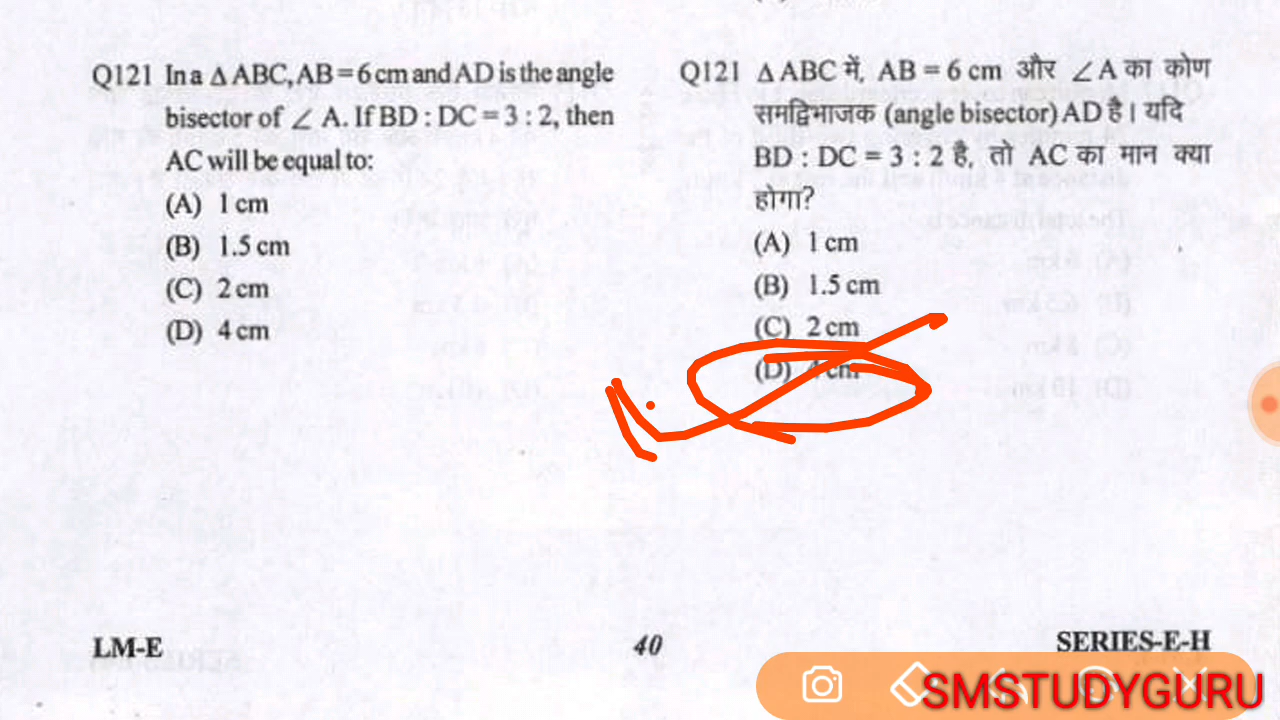 Q121 In a Δ ABC, AB = 6 cm and AD is the angle
bisector of ∠ A. If BD : DC = 3 : 2, then
AC will be equal to:
(A) 1 cm
(B) 1.5 cm
(C) 2 cm
(D) 4 cm
Q121 Δ ABC में, AB = 6 cm और ∠A का कोण
समद्विभाजक (angle bisector) AD है। यदि
BD : DC = 3 : 2 है, तो AC का मान क्या
होगा?
(A) 1 cm
(B) 1.5 cm
(C) 2 cm
(D) 4 cm
LM-E 40 SERIES-E-H
SMSTUDYGURU